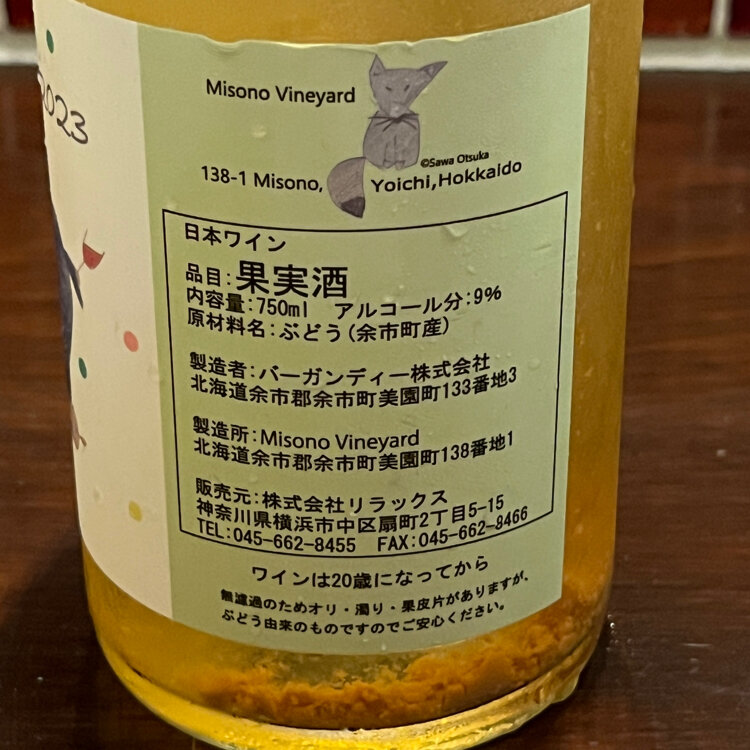 2023
Misono Vineyard
©Sawa Otsuka
138-1 Misono, Yoichi,Hokkaido
日本ワイン
品目:果実酒
内容量:750ml アルコール分:9%
原材料名:ぶどう(余市町産)
製造者:バーガンディー株式会社
北海道余市郡余市町美園町133番地3
製造所:Misono Vineyard
北海道余市郡余市町美園町138番地1
販売元:株式会社リラックス
神奈川県横浜市中区扇町2丁目5-15
TEL:045-662-8455 FAX:045-662-8466
ワインは20歳になってから
無濾過のためオリ・濁り・果皮片がありますが、
ぶどう由来のものですのでご安心ください。